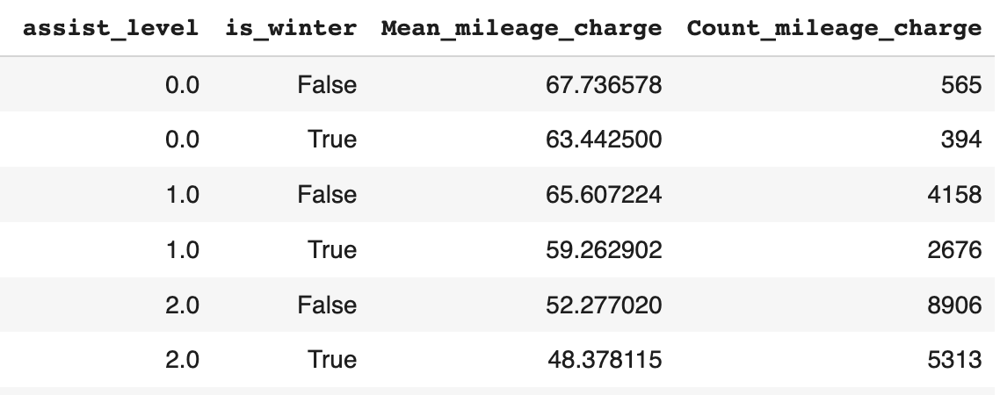 assist_level is_winter Mean_mileage_charge Count_mileage_charge
0.0 False 67.736578 565
0.0 True 63.442500 394
1.0 False 65.607224 4158
1.0 True 59.262902 2676
2.0 False 52.277020 8906
2.0 True 48.378115 5313